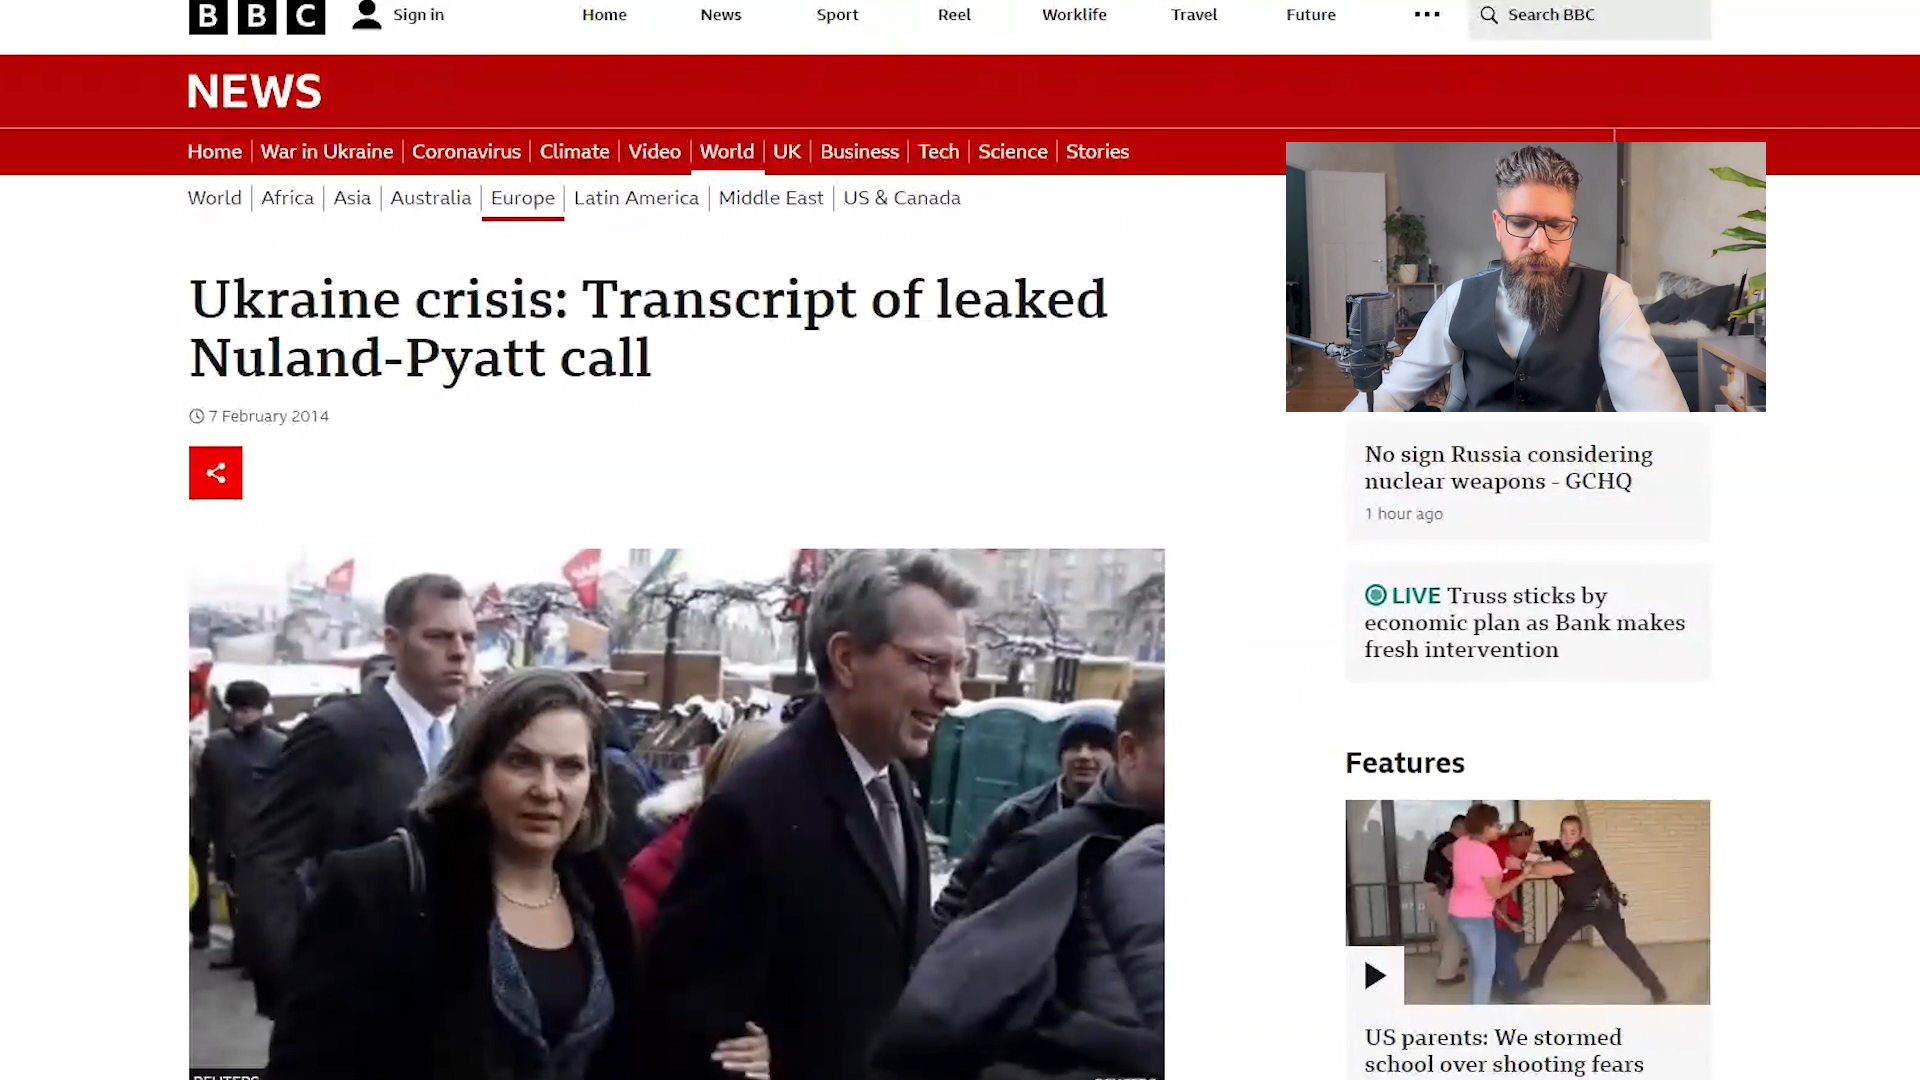 BBC
Sign in
Home
News
Sport
Reel
Worklife
Travel
Future
Search BBC
NEWS
Home
War in Ukraine
Coronavirus
Climate
Video
World
UK
Business
Tech
Science
Stories
World
Africa
Asia
Australia
Europe
Latin America
Middle East
US & Canada
Ukraine crisis: Transcript of leaked
Nuland-Pyatt call
7 February 2014
REUTERS
No sign Russia considering
nuclear weapons - GCHQ
1 hour ago
LIVE Truss sticks by
economic plan as Bank makes
fresh intervention
Features
US parents: We stormed
school over shooting fears